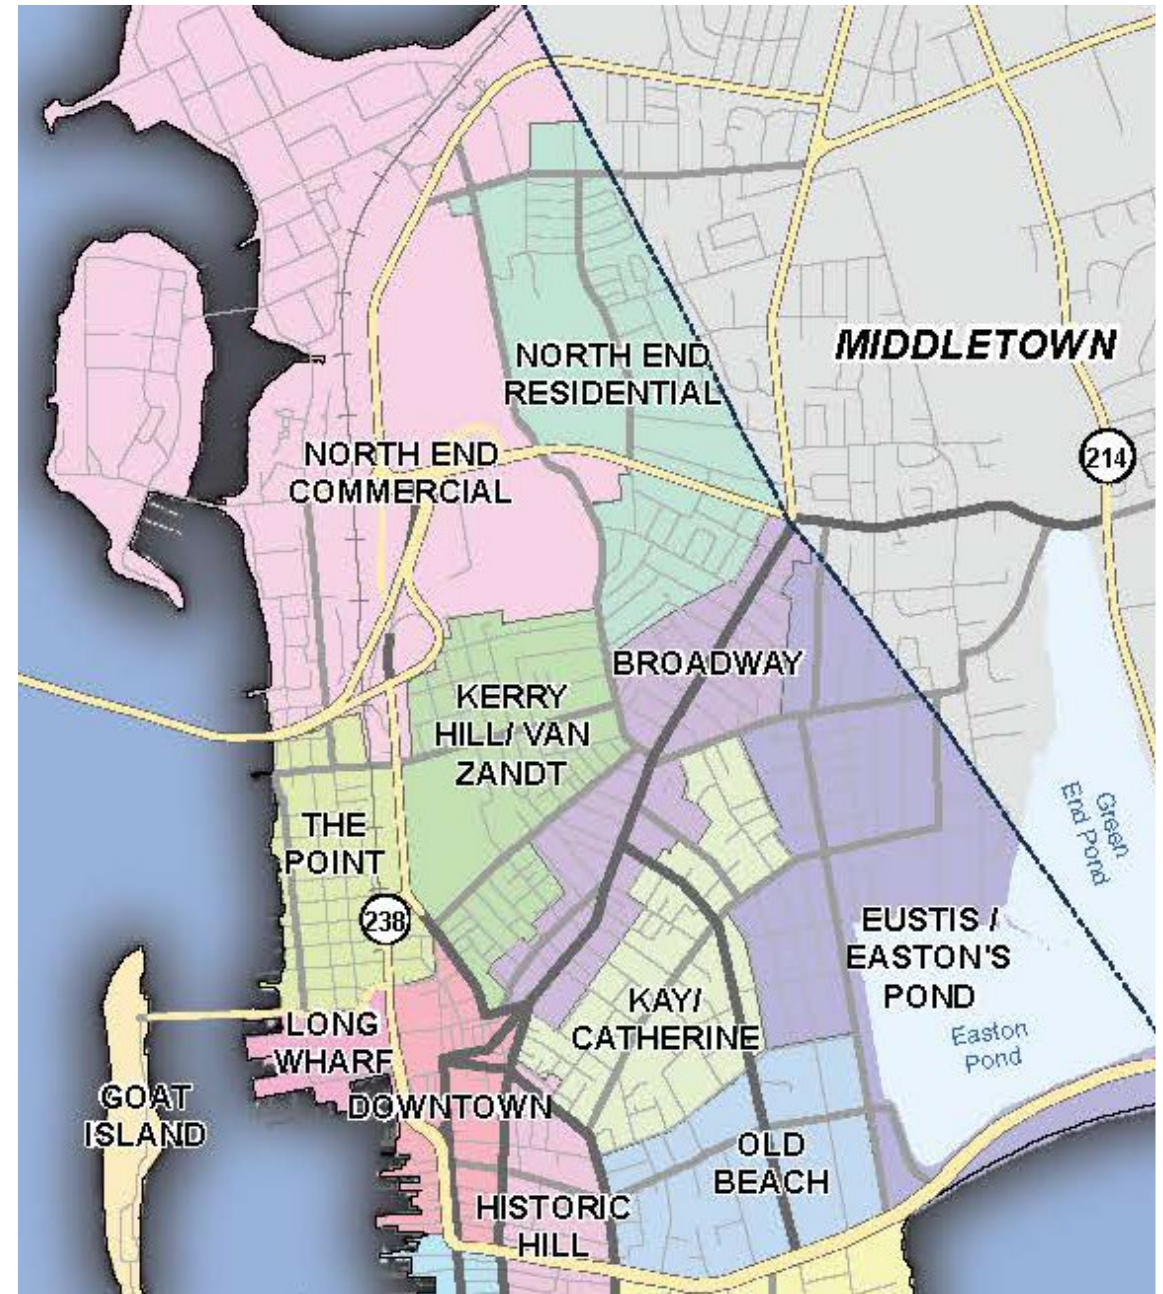 MIDDLETOWN
NORTH END
RESIDENTIAL
214
NORTH END
COMMERCIAL
BROADWAY
KERRY
HILL/ VAN
ZANDT
Green
End Pond
THE
POINT
238
EUSTIS /
EASTON'S
POND
KAY/
CATHERINE
LONG
WHARF
Easton
Pond
GOAT
ISLAND
DOWNTOWN
OLD
BEACH
HISTORIC
HILL